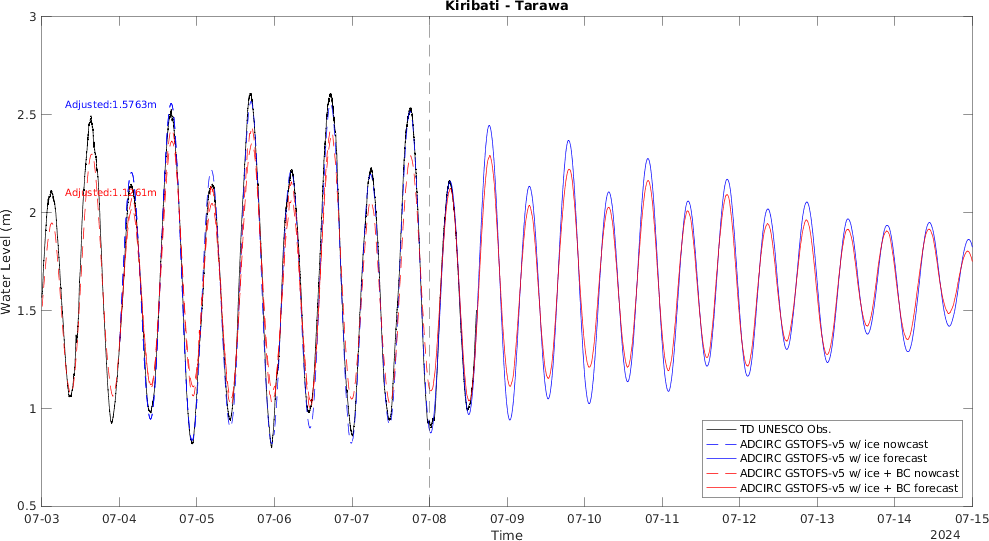 Kiribati - Tarawa
3
2.5
2
1.5
1
0.5
Water Level (m)
Adjusted:1.5763m
Adjusted:1.1261m
TD UNESCO Obs.
ADCIRC GSTOFS-v5 w/ ice nowcast
ADCIRC GSTOFS-v5 w/ ice forecast
ADCIRC GSTOFS-v5 w/ ice + BC nowcast
ADCIRC GSTOFS-v5 w/ ice + BC forecast
07-03 07-04 07-05 07-06 07-07 07-08 07-09 07-10 07-11 07-12 07-13 07-14 07-15
Time
2024